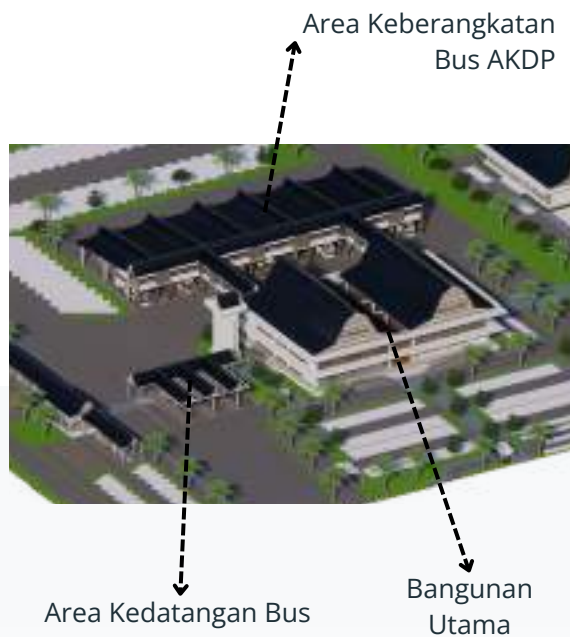 Area Keberangkatan
Bus AKDP
Area Kedatangan Bus
Bangunan
Utama